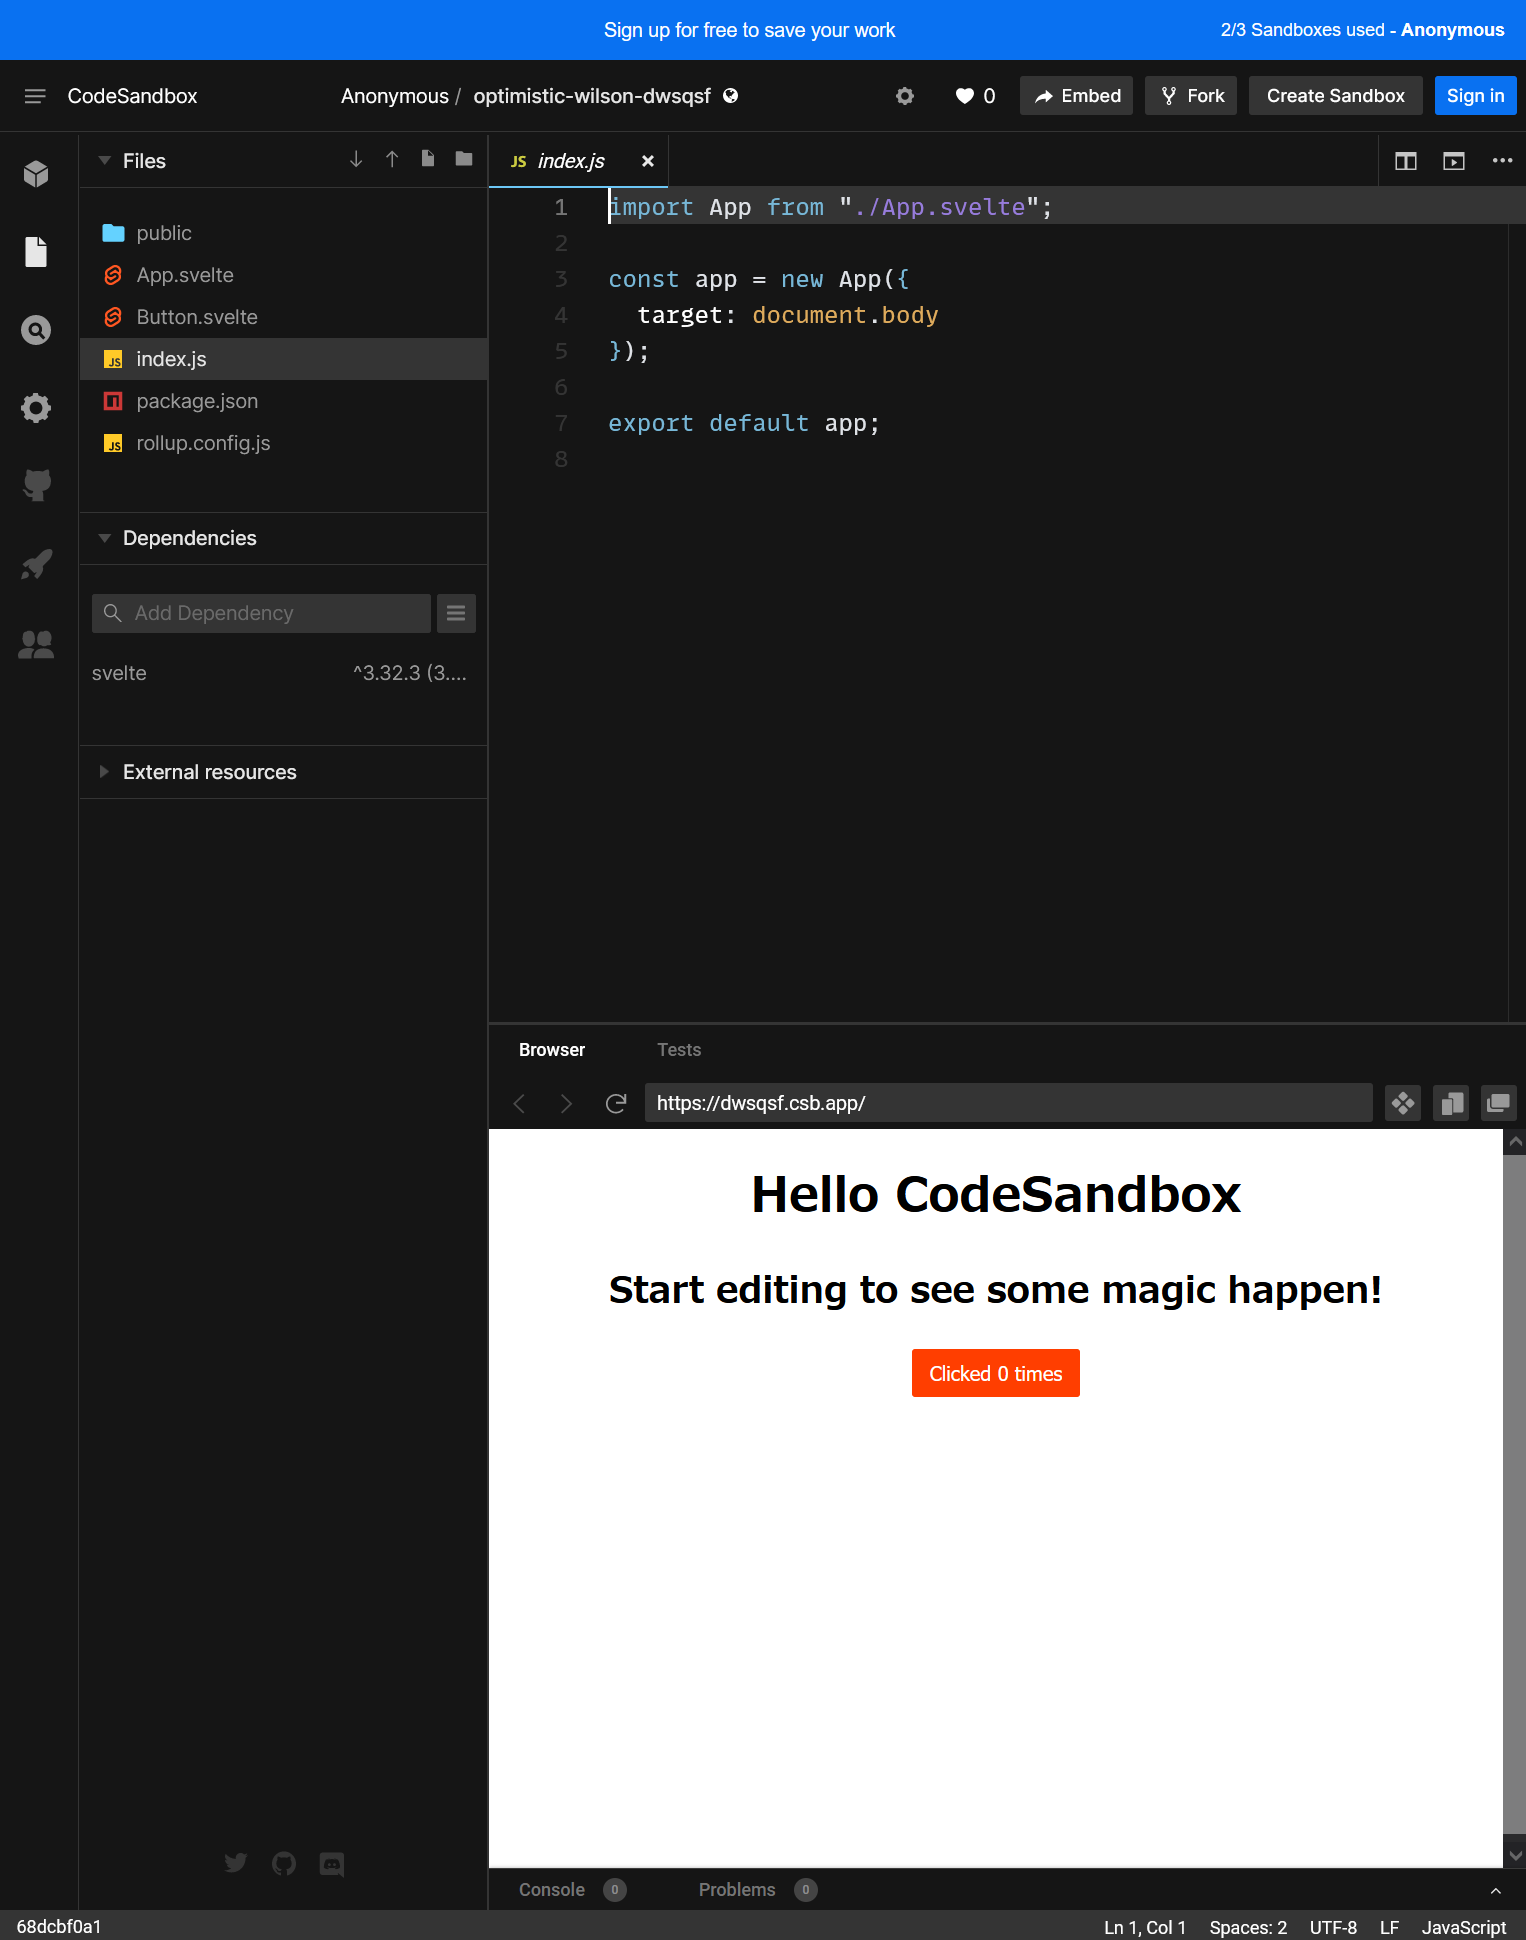 Sign up for free to save your work
2/3 Sandboxes used - Anonymous
CodeSandbox
Anonymous / optimistic-wilson-dwsqsf
0
Embed
Fork
Create Sandbox
Sign in
Files
public
App.svelte
Button.svelte
JS index.js
package.json
JS rollup.config.js
Dependencies
Add Dependency
svelte ^3.32.3 (3....
External resources
JS index.js
1 import App from "./App.svelte";
2
3 const app = new App({
4 target: document.body
5 });
6
7 export default app;
8
Browser Tests
https://dwsqsf.csb.app/
Hello CodeSandbox
Start editing to see some magic happen!
Clicked 0 times
Console 0 Problems 0
68dcbf0a1
Ln 1, Col 1 Spaces: 2 UTF-8 LF JavaScript